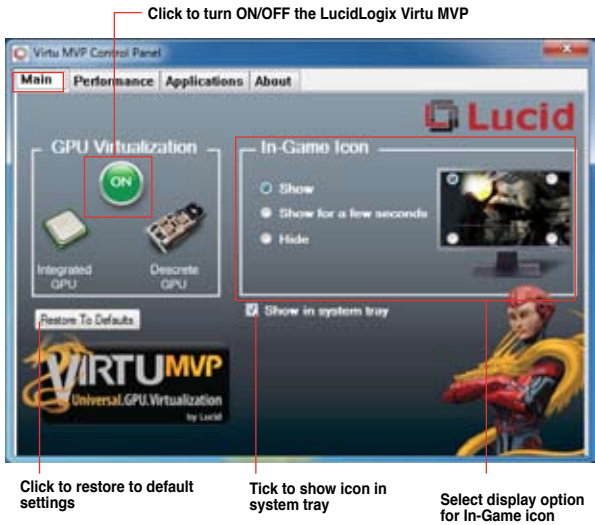 Click to turn ON/OFF the LucidLogix Virtu MVP
Virtu MVP Control Panel
Main Performance Applications About
Lucid
GPU Virtualization
In-Game Icon
ON
Show
Show for a few seconds
Hide
Integrated
GPU
Descrete
GPU
Restore To Defaults
Show in system tray
VIRTUMVP
Universal.GPU.Virtualization
by Lucid
Click to restore to default
settings
Tick to show icon in
system tray
Select display option
for In-Game icon